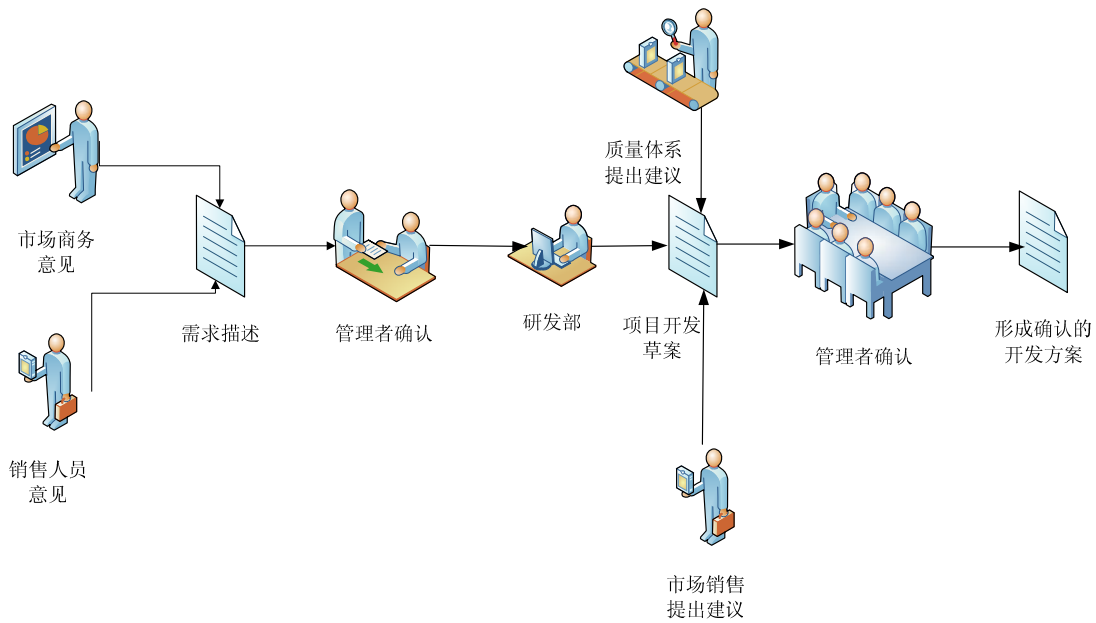 市场商务
意见
销售人员
意见
需求描述
管理者确认
研发部
质量体系
提出建议
项目开发
草案
市场销售
提出建议
管理者确认
形成确认的
开发方案